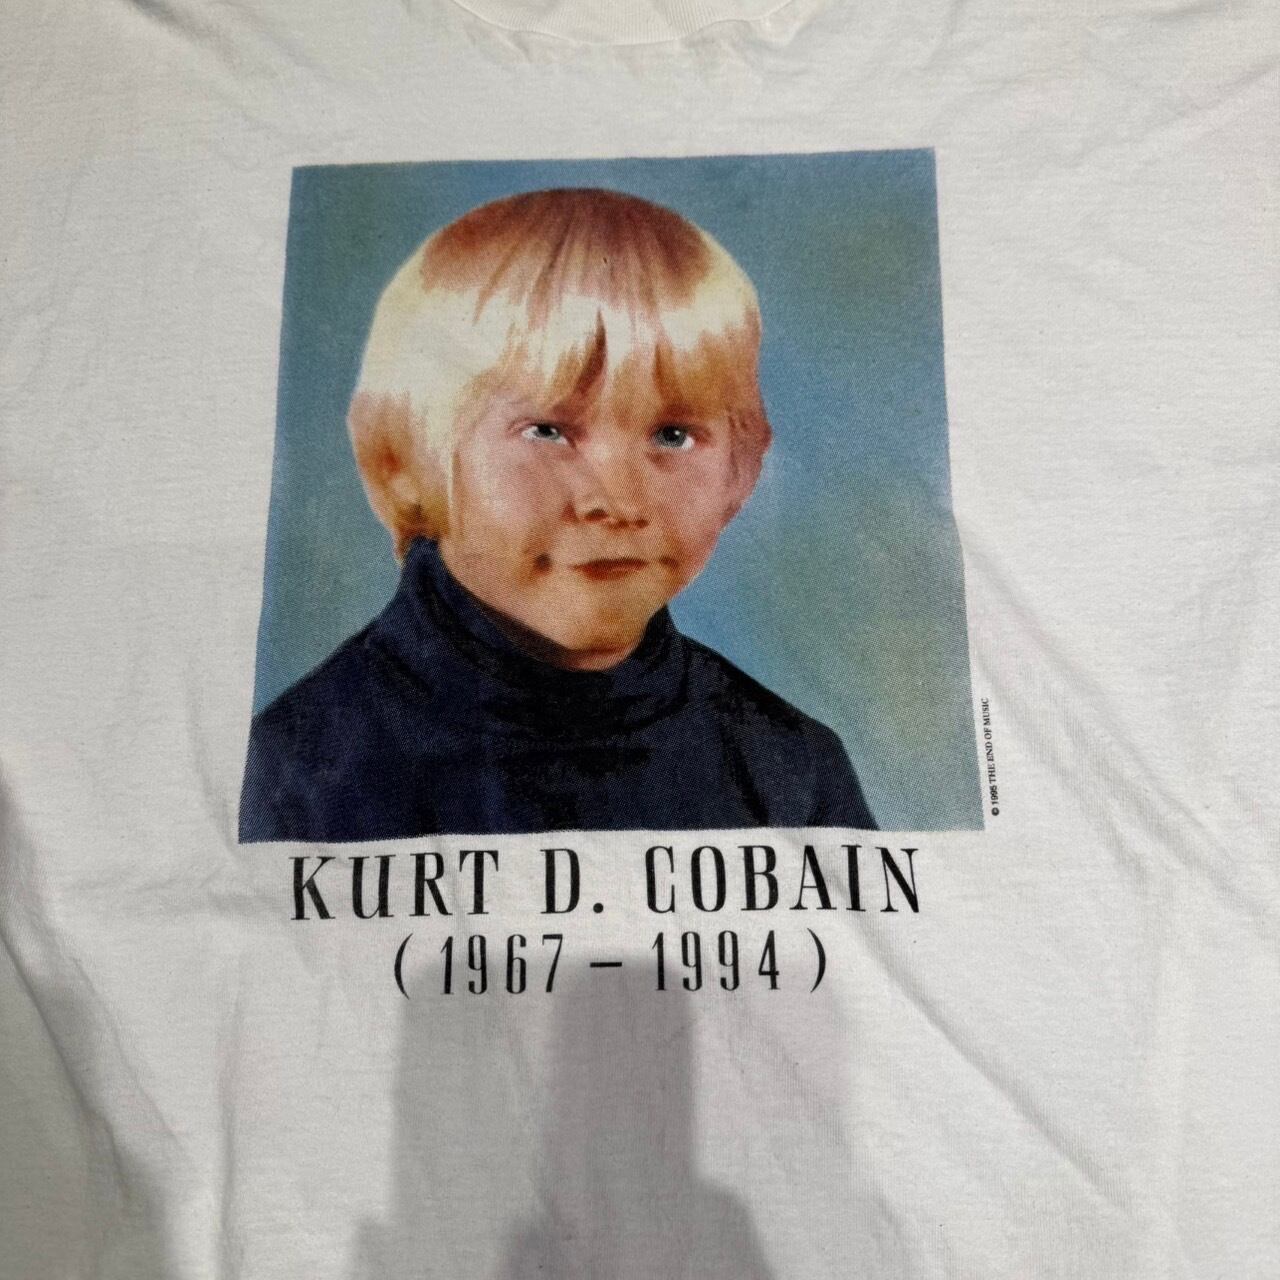 © 1995 THE END OF MUSIC
KURT D. COBAIN
(1967 – 1994)